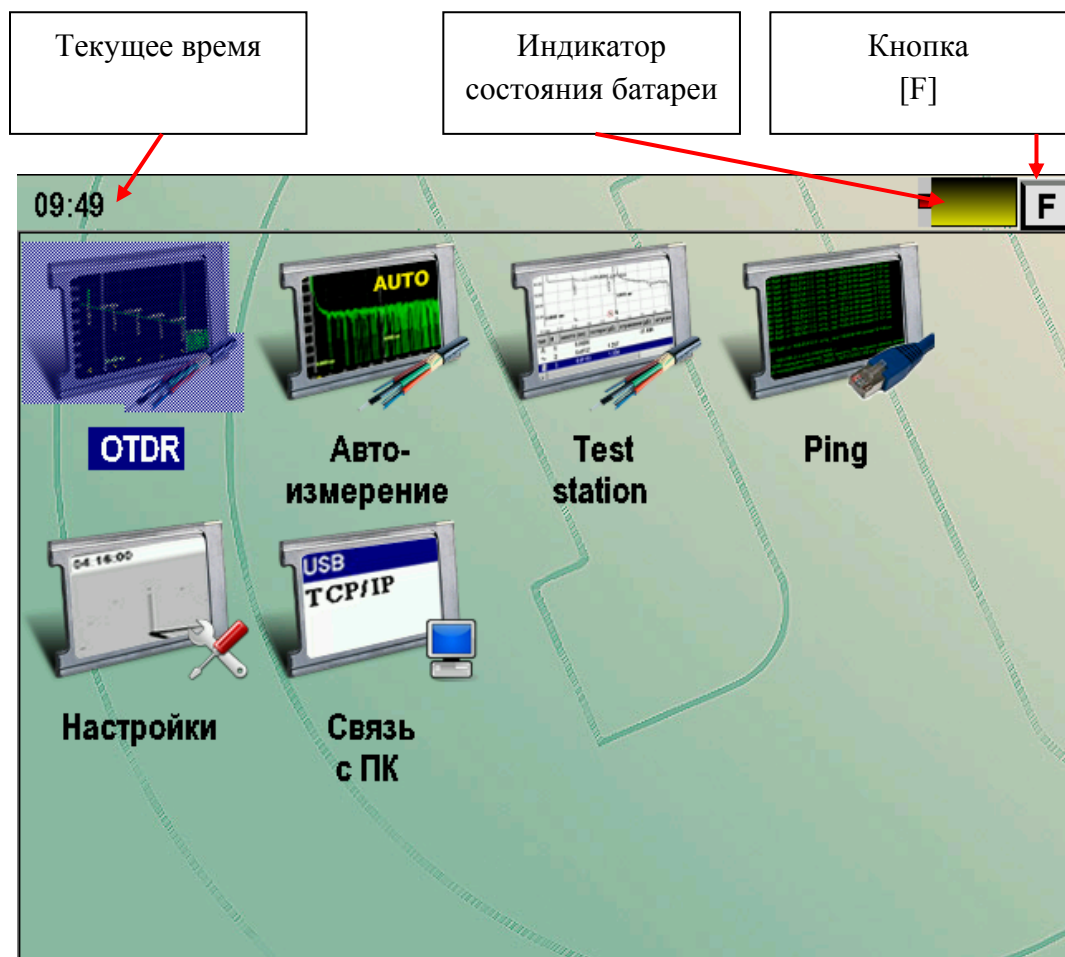 Текущее время
Индикатор
состояния батареи
Кнопка
[F]
09:49
F
AUTO
OTDR
Авто-
измерение
Test
station
Ping
04:16:00
USB
TCP/IP
Настройки
Связь
с ПК